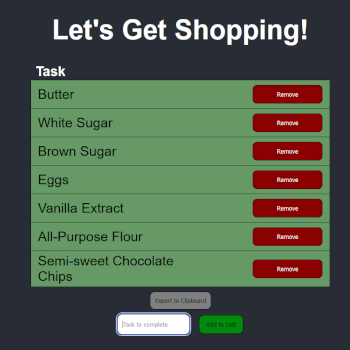 Let's Get Shopping!
Task
Butter Remove
White Sugar Remove
Brown Sugar Remove
Eggs Remove
Vanilla Extract Remove
All-Purpose Flour Remove
Semi-sweet Chocolate
Chips Remove
Export to Clipboard
Task to complete Add to List!